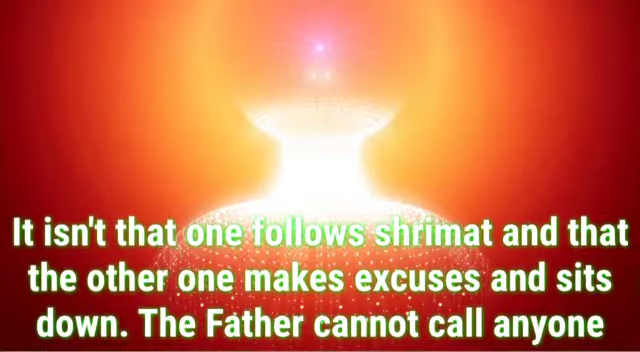 It isn't that one follows shrimat and that
the other one makes excuses and sits
down. The Father cannot call anyone